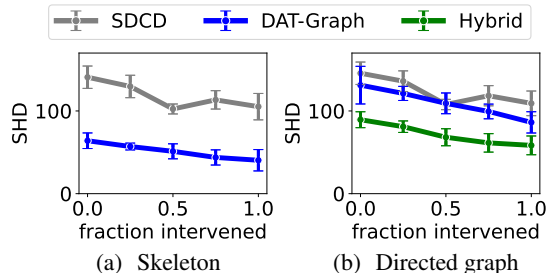 SDCD DAT-Graph Hybrid
SHD
100
0
0.0 0.5 1.0
fraction intervened
(a) Skeleton
SHD
100
0
0.0 0.5 1.0
fraction intervened
(b) Directed graph